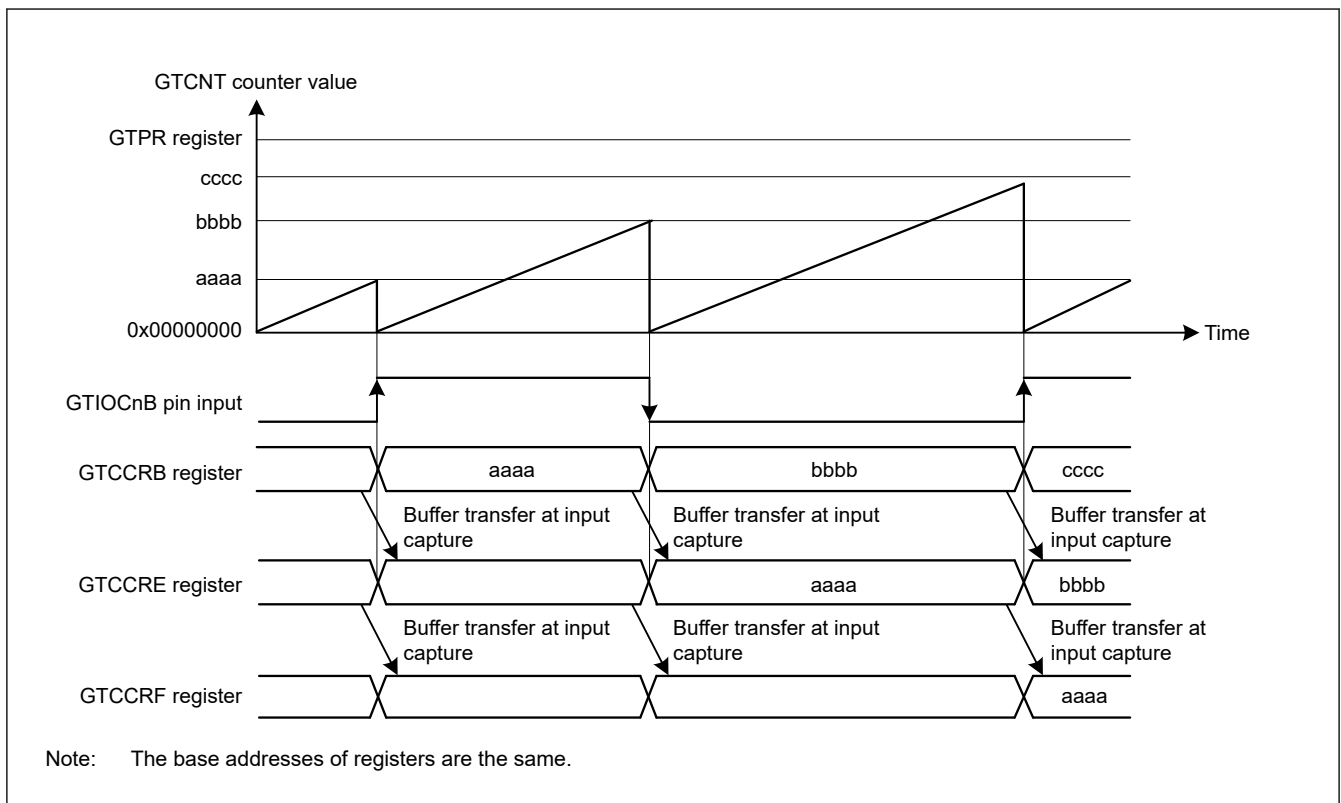 GTCNT counter value
GTPR register
cccc
bbbb
aaaa
0x00000000
Time
GTIOCnB pin input
GTCCRB register
aaaa
bbbb
cccc
Buffer transfer at input
capture
Buffer transfer at input
capture
Buffer transfer at
input capture
GTCCRE register
aaaa
bbbb
Buffer transfer at input
capture
Buffer transfer at input
capture
Buffer transfer at
input capture
GTCCRF register
aaaa
Note: The base addresses of registers are the same.